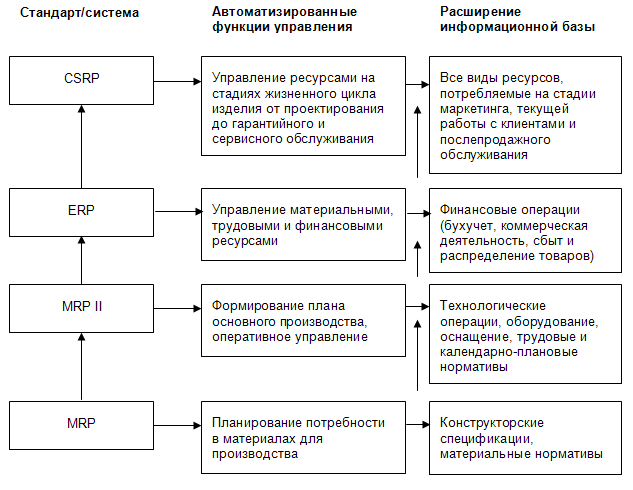 Стандарт/система
Автоматизированные
функции управления
Расширение
информационной базы
CSRP
Управление ресурсами на
стадиях жизненного цикла
изделия от проектирования
до гарантийного и
сервисного обслуживания
Все виды ресурсов,
потребляемые на стадии
маркетинга, текущей
работы с клиентами и
послепродажного
обслуживания
ERP
Управление материальными,
трудовыми и финансовыми
ресурсами
Финансовые операции
(бухучет, коммерческая
деятельность, сбыт и
распределение товаров)
MRP II
Формирование плана
основного производства,
оперативное управление
Технологические
операции, оборудование,
оснащение, трудовые и
календарно-плановые
нормативы
MRP
Планирование потребности
в материалах для
производства
Конструкторские
спецификации,
материальные нормативы